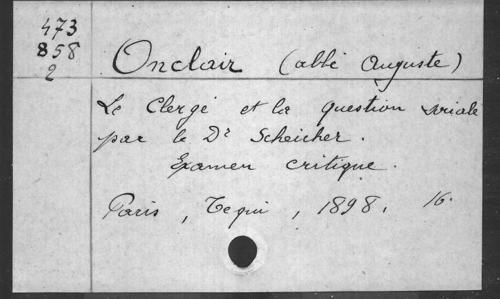 473
858
2
Onclair (abbé Auguste)
Le Clergé et la question sociale
par le Dr Scheicher.
Examen critique.
Paris, Tequi, 1898, 16.